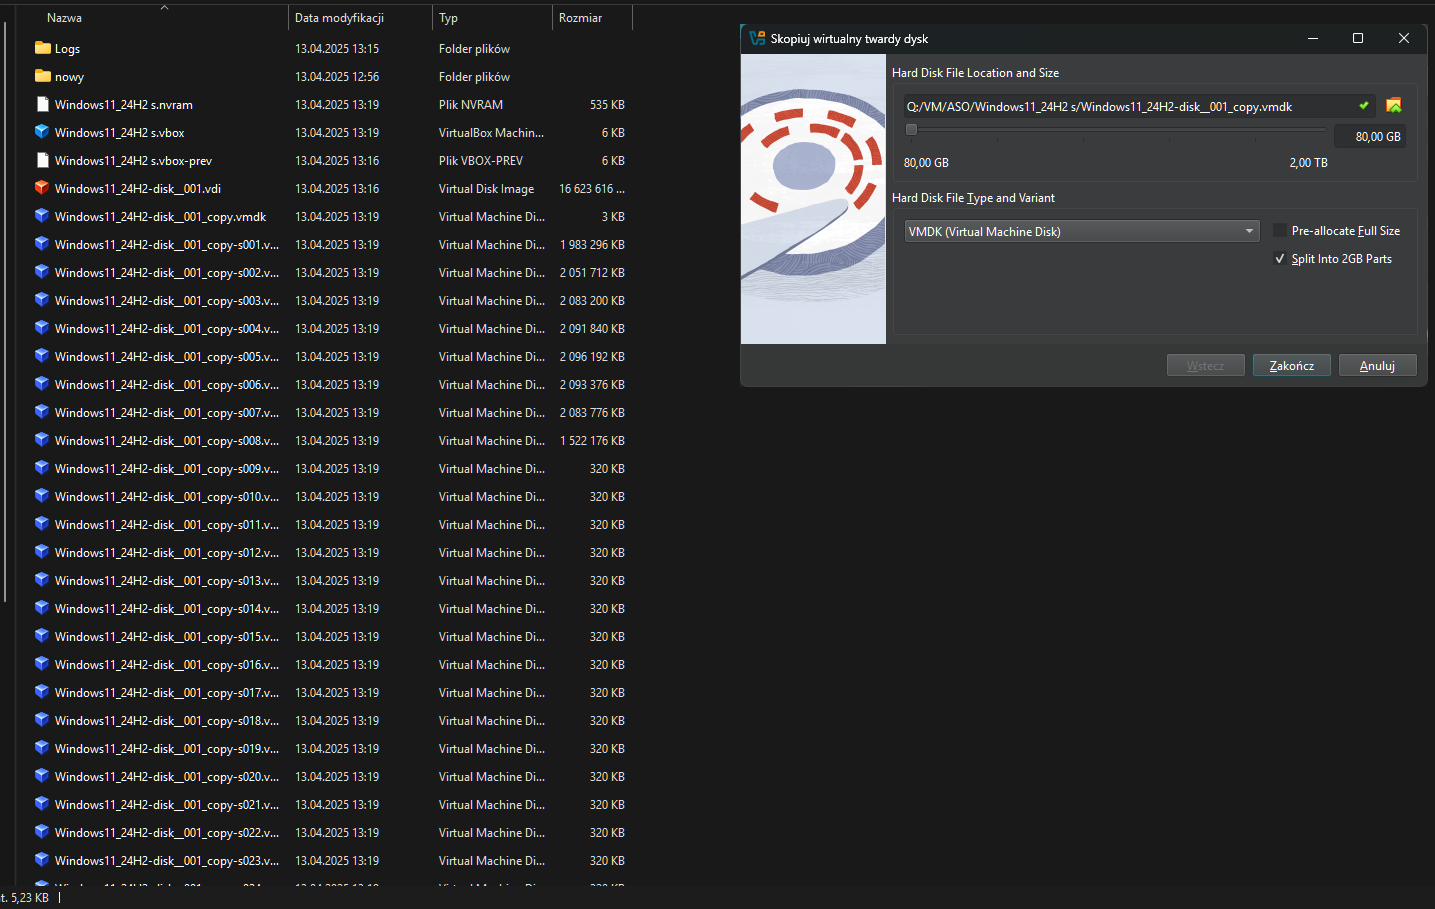 Nazwa Data modyfikacji Typ Rozmiar
Logs 13.04.2025 13:15 Folder plików
nowy 13.04.2025 12:56 Folder plików
Windows11_24H2 s.nvram 13.04.2025 13:19 Plik NVRAM 535 KB
Windows11_24H2 s.vbox 13.04.2025 13:19 VirtualBox Machin... 6 KB
Windows11_24H2 s.vbox-prev 13.04.2025 13:16 Plik VBOX-PREV 6 KB
Windows11_24H2-disk__001.vdi 13.04.2025 13:16 Virtual Disk Image 16 623 616 ...
Windows11_24H2-disk__001_copy.vmdk 13.04.2025 13:19 Virtual Machine Di... 3 KB
Windows11_24H2-disk__001_copy-s001.v... 13.04.2025 13:19 Virtual Machine Di... 1 983 296 KB
Windows11_24H2-disk__001_copy-s002.v... 13.04.2025 13:19 Virtual Machine Di... 2 051 712 KB
Windows11_24H2-disk__001_copy-s003.v... 13.04.2025 13:19 Virtual Machine Di... 2 083 200 KB
Windows11_24H2-disk__001_copy-s004.v... 13.04.2025 13:19 Virtual Machine Di... 2 091 840 KB
Windows11_24H2-disk__001_copy-s005.v... 13.04.2025 13:19 Virtual Machine Di... 2 096 192 KB
Windows11_24H2-disk__001_copy-s006.v... 13.04.2025 13:19 Virtual Machine Di... 2 093 376 KB
Windows11_24H2-disk__001_copy-s007.v... 13.04.2025 13:19 Virtual Machine Di... 2 083 776 KB
Windows11_24H2-disk__001_copy-s008.v... 13.04.2025 13:19 Virtual Machine Di... 1 522 176 KB
Windows11_24H2-disk__001_copy-s009.v... 13.04.2025 13:19 Virtual Machine Di... 320 KB
Windows11_24H2-disk__001_copy-s010.v... 13.04.2025 13:19 Virtual Machine Di... 320 KB
Windows11_24H2-disk__001_copy-s011.v... 13.04.2025 13:19 Virtual Machine Di... 320 KB
Windows11_24H2-disk__001_copy-s012.v... 13.04.2025 13:19 Virtual Machine Di... 320 KB
Windows11_24H2-disk__001_copy-s013.v... 13.04.2025 13:19 Virtual Machine Di... 320 KB
Windows11_24H2-disk__001_copy-s014.v... 13.04.2025 13:19 Virtual Machine Di... 320 KB
Windows11_24H2-disk__001_copy-s015.v... 13.04.2025 13:19 Virtual Machine Di... 320 KB
Windows11_24H2-disk__001_copy-s016.v... 13.04.2025 13:19 Virtual Machine Di... 320 KB
Windows11_24H2-disk__001_copy-s017.v... 13.04.2025 13:19 Virtual Machine Di... 320 KB
Windows11_24H2-disk__001_copy-s018.v... 13.04.2025 13:19 Virtual Machine Di... 320 KB
Windows11_24H2-disk__001_copy-s019.v... 13.04.2025 13:19 Virtual Machine Di... 320 KB
Windows11_24H2-disk__001_copy-s020.v... 13.04.2025 13:19 Virtual Machine Di... 320 KB
Windows11_24H2-disk__001_copy-s021.v... 13.04.2025 13:19 Virtual Machine Di... 320 KB
Windows11_24H2-disk__001_copy-s022.v... 13.04.2025 13:19 Virtual Machine Di... 320 KB
Windows11_24H2-disk__001_copy-s023.v... 13.04.2025 13:19 Virtual Machine Di... 320 KB
t. 5,23 KB
Skopiuj wirtualny twardy dysk
Hard Disk File Location and Size
Q:/VM/ASO/Windows11_24H2 s/Windows11_24H2-disk__001_copy.vmdk
80,00 GB
80,00 GB 2,00 TB
Hard Disk File Type and Variant
VMDK (Virtual Machine Disk) Pre-allocate Full Size
Split Into 2GB Parts
Wstecz Zakończ Anuluj